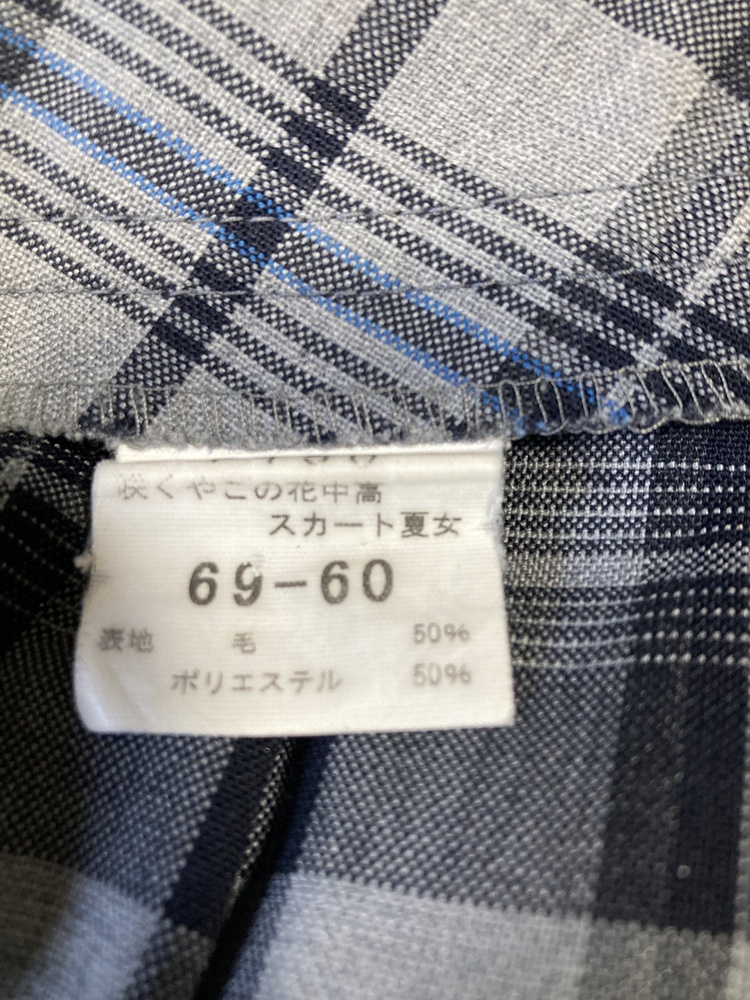 咲くやこの花中高
スカート夏女
69-60
表地 毛 50%
ポリエステル 50%